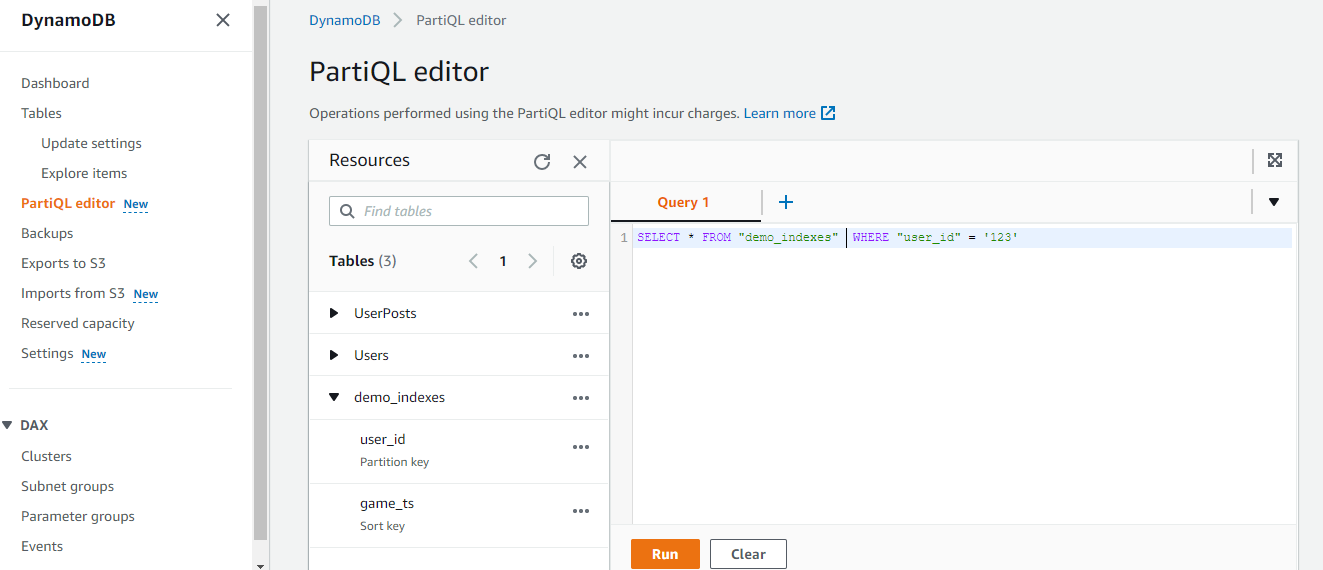 DynamoDB
Dashboard
Tables
Update settings
Explore items
PartiQL editor New
Backups
Exports to S3
Imports from S3 New
Reserved capacity
Settings New
DAX
Clusters
Subnet groups
Parameter groups
Events
DynamoDB PartiQL editor
PartiQL editor
Operations performed using the PartiQL editor might incur charges. Learn more
Resources
Find tables
Tables (3) 1
UserPosts
Users
demo_indexes
user_id
Partition key
game_ts
Sort key
Query 1
1 SELECT * FROM "demo_indexes" WHERE "user_id" = '123'
Run Clear